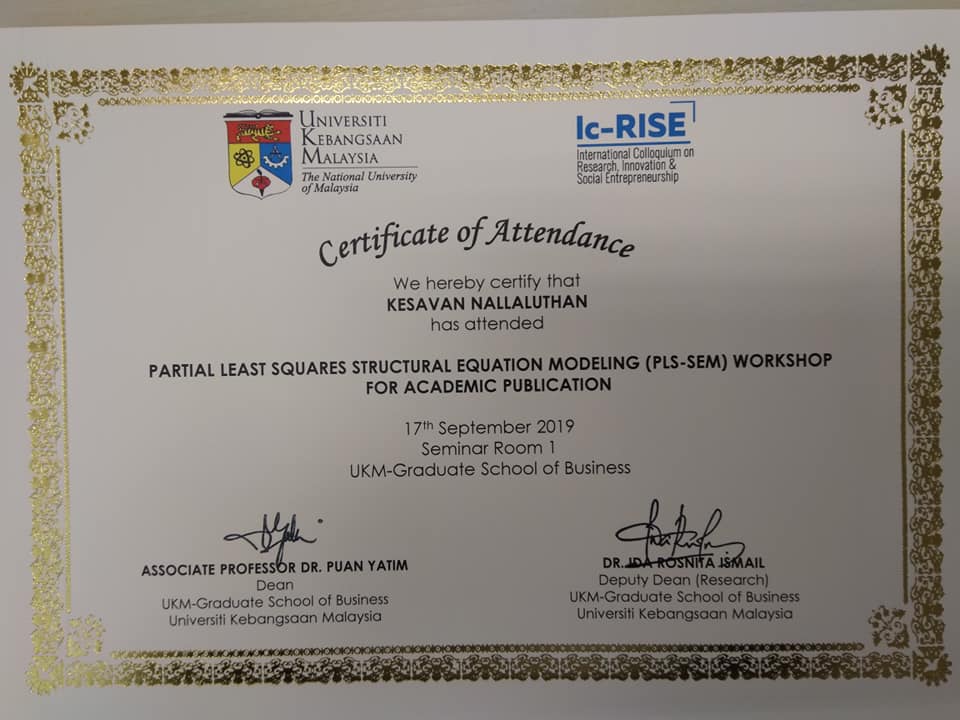 UNIVERSITI
KEBANGSAAN
MALAYSIA
The National University
of Malaysia
Ic-RISE
International Colloquium on
Research, Innovation &
Social Entrepreneurship
Certificate of Attendance
We hereby certify that
KESAVAN NALLALUTHAN
has attended
PARTIAL LEAST SQUARES STRUCTURAL EQUATION MODELING (PLS-SEM) WORKSHOP
FOR ACADEMIC PUBLICATION
17th September 2019
Seminar Room 1
UKM-Graduate School of Business
ASSOCIATE PROFESSOR DR. PUAN YATIM
Dean
UKM-Graduate School of Business
Universiti Kebangsaan Malaysia
DR. IDA ROSNITA ISMAIL
Deputy Dean (Research)
UKM-Graduate School of Business
Universiti Kebangsaan Malaysia